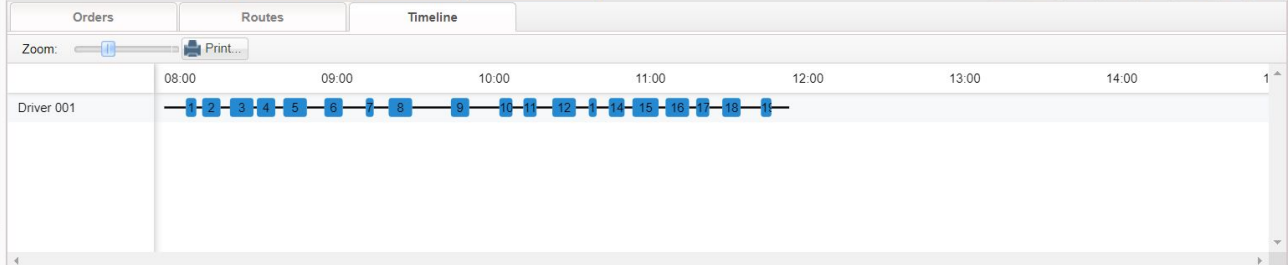 Orders Routes Timeline
Zoom: Print...
08:00 09:00 10:00 11:00 12:00 13:00 14:00 1
Driver 001 1 2 3 4 5 6 7 8 9 10 11 12 1 14 15 16 17 18 19